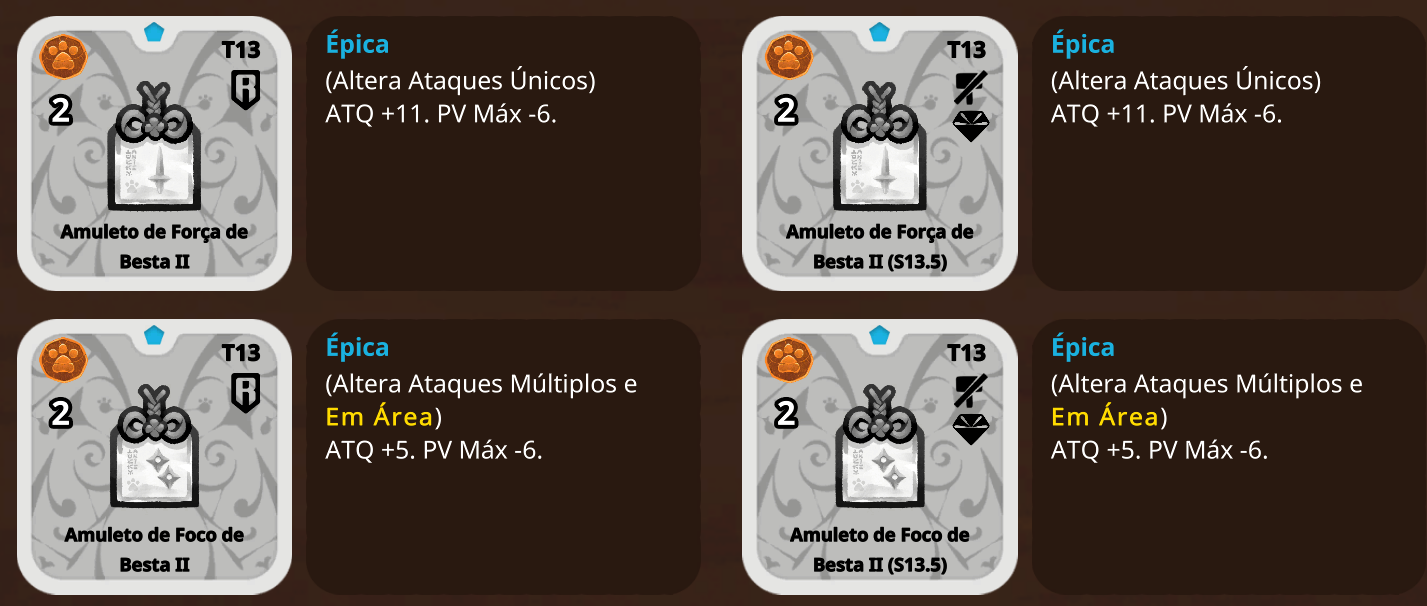 T13
2
Amuleto de Força de
Besta II
Épica
(Altera Ataques Únicos)
ATQ +11. PV Máx -6.
T13
2
Amuleto de Força de
Besta II (S13.5)
Épica
(Altera Ataques Únicos)
ATQ +11. PV Máx -6.
T13
2
Amuleto de Foco de
Besta II
Épica
(Altera Ataques Múltiplos e
Em Área)
ATQ +5. PV Máx -6.
T13
2
Amuleto de Foco de
Besta II (S13.5)
Épica
(Altera Ataques Múltiplos e
Em Área)
ATQ +5. PV Máx -6.